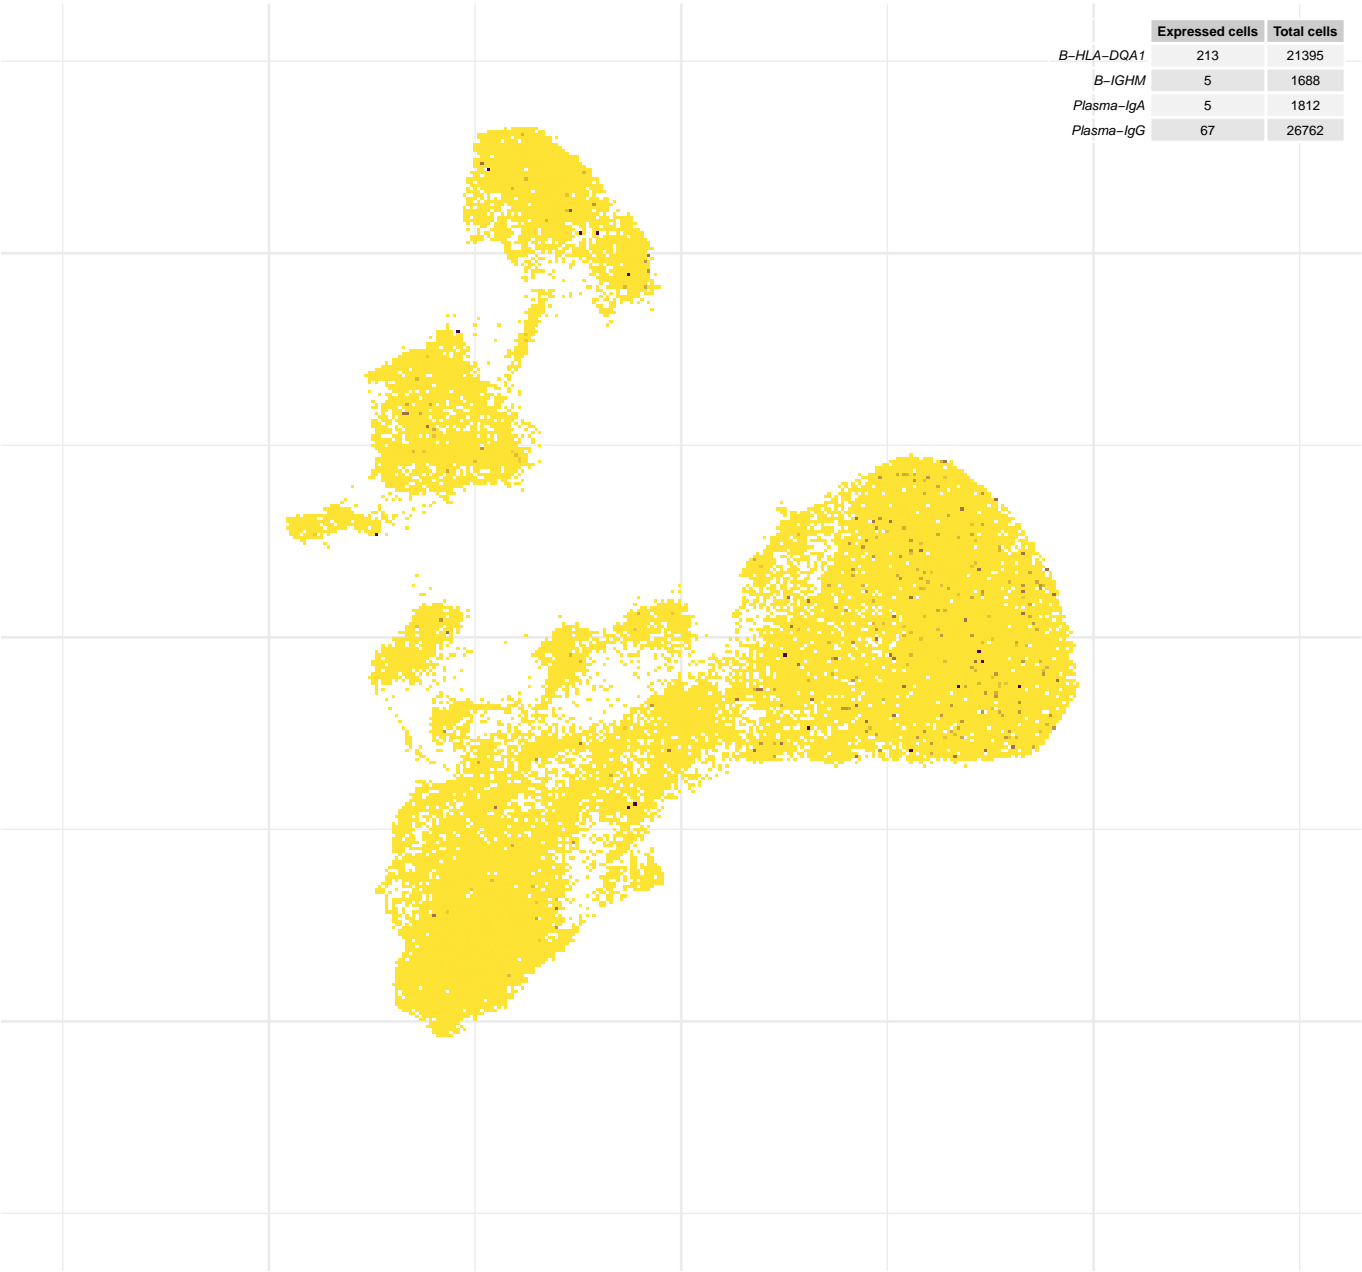 Expressed cells Total cells
B−HLA−DQA1 213 21395
B−IGHM 5 1688
Plasma−IgA 5 1812
Plasma−IgG 67 26762